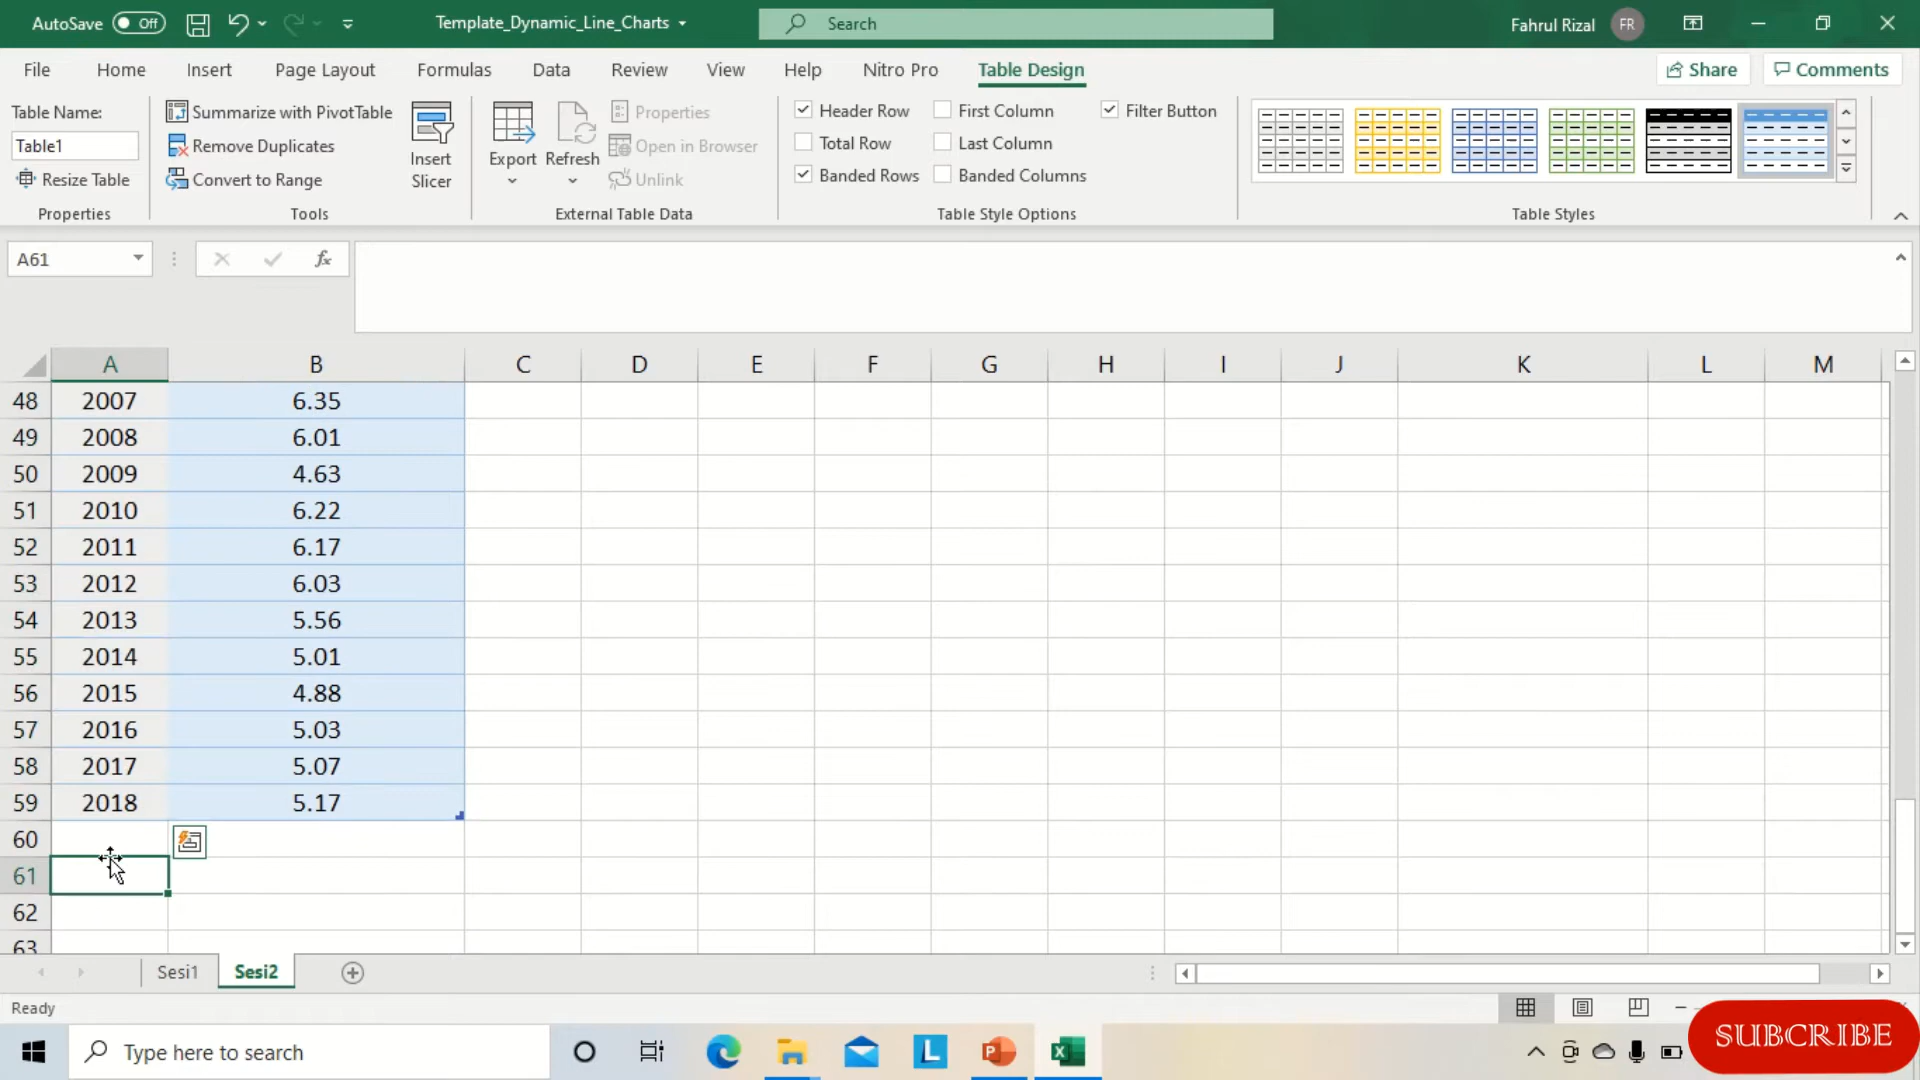 AutoSave Off Template_Dynamic_Line_Charts Search Fahrul Rizal FR
File Home Insert Page Layout Formulas Data Review View Help Nitro Pro Table Design Share Comments
Table Name: Summarize with PivotTable Properties Header Row First Column Filter Button
Table1 Remove Duplicates Insert Slicer Export Refresh Open in Browser Total Row Last Column
Resize Table Convert to Range Unlink Banded Rows Banded Columns
Properties Tools External Table Data Table Style Options Table Styles
A61 fx
A B C D E F G H I J K L M
48 2007 6.35
49 2008 6.01
50 2009 4.63
51 2010 6.22
52 2011 6.17
53 2012 6.03
54 2013 5.56
55 2014 5.01
56 2015 4.88
57 2016 5.03
58 2017 5.07
59 2018 5.17
60
61
62
63
Sesi1 Sesi2
Ready
SUBCRIBE
Type here to search